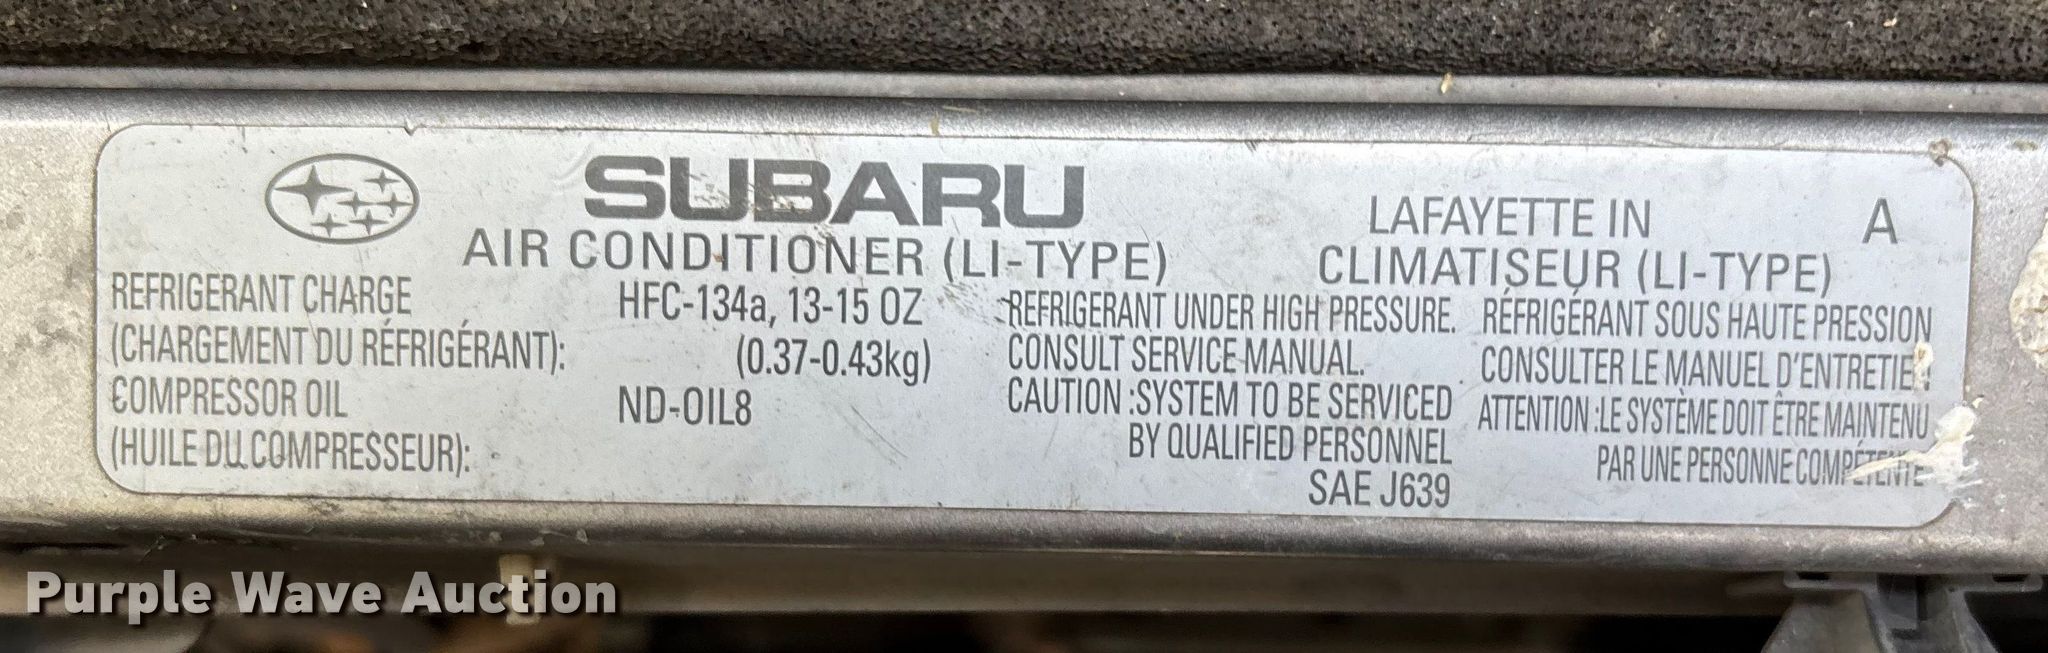 SUBARU
AIR CONDITIONER (LI-TYPE)
LAFAYETTE IN
A
CLIMATISEUR (LI-TYPE)
REFRIGERANT CHARGE
(CHARGEMENT DU RÉFRIGÉRANT):
HFC-134a, 13-15 OZ
(0.37-0.43kg)
COMPRESSOR OIL
(HUILE DU COMPRESSEUR):
ND-OIL8
REFRIGERANT UNDER HIGH PRESSURE.
CONSULT SERVICE MANUAL.
CAUTION :SYSTEM TO BE SERVICED
BY QUALIFIED PERSONNEL
SAE J639
RÉFRIGÉRANT SOUS HAUTE PRESSION
CONSULTER LE MANUEL D'ENTRETIEN
ATTENTION :LE SYSTÈME DOIT ÊTRE MAINTENU
PAR UNE PERSONNE COMPÉTENTE
Purple Wave Auction